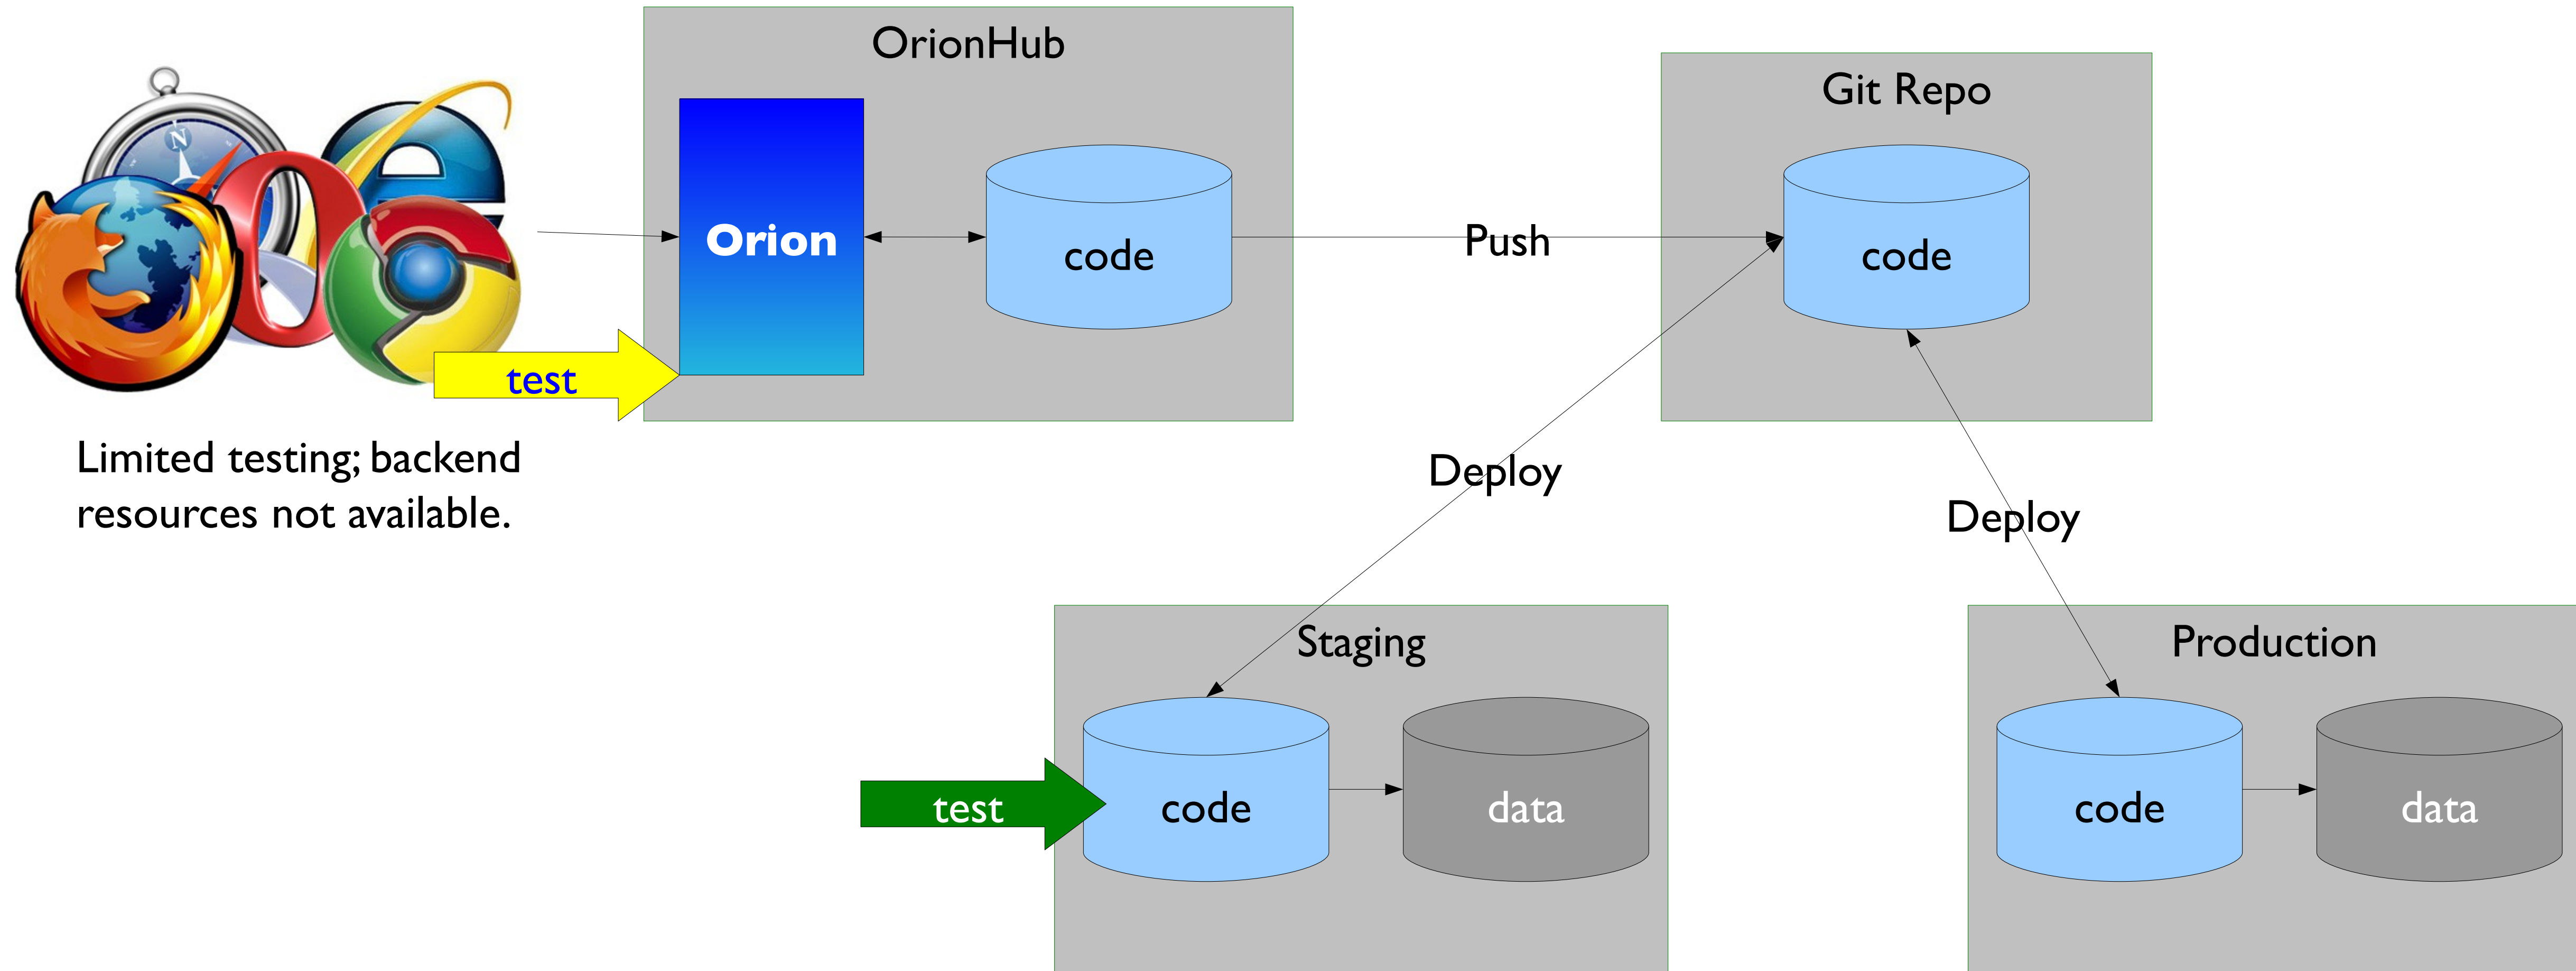 OrionHub
Git Repo
N
Orion
code
Push
code
test
Limited testing; backend
resources not available.
Deploy
Deploy
Staging
Production
test
code
data
code
data